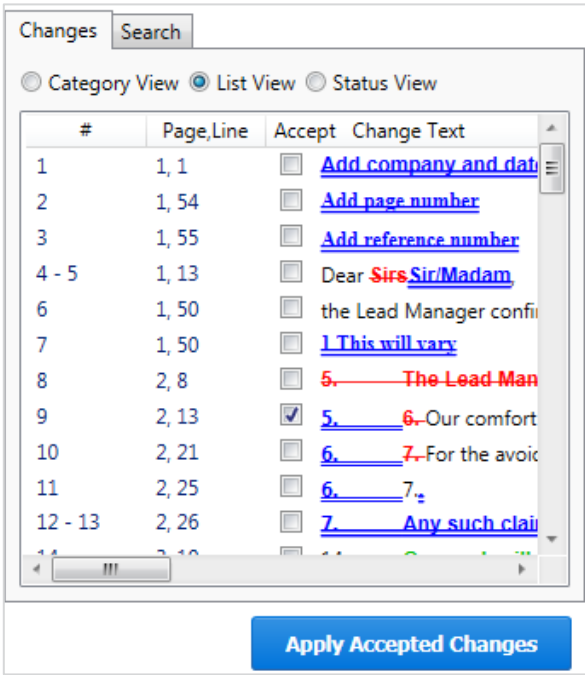 Changes Search
Category View List View Status View
# Page,Line Accept Change Text
1 1, 1 Add company and date
2 1, 54 Add page number
3 1, 55 Add reference number
4 - 5 1, 13 Dear SirsSir/Madam,
6 1, 50 the Lead Manager confi
7 1, 50 1 This will vary
8 2, 8 5. The Lead Man
9 2, 13 5. 6. Our comfort
10 2, 21 6. 7. For the avoid
11 2, 25 6. 7..
12 - 13 2, 26 7. Any such clai
Apply Accepted Changes